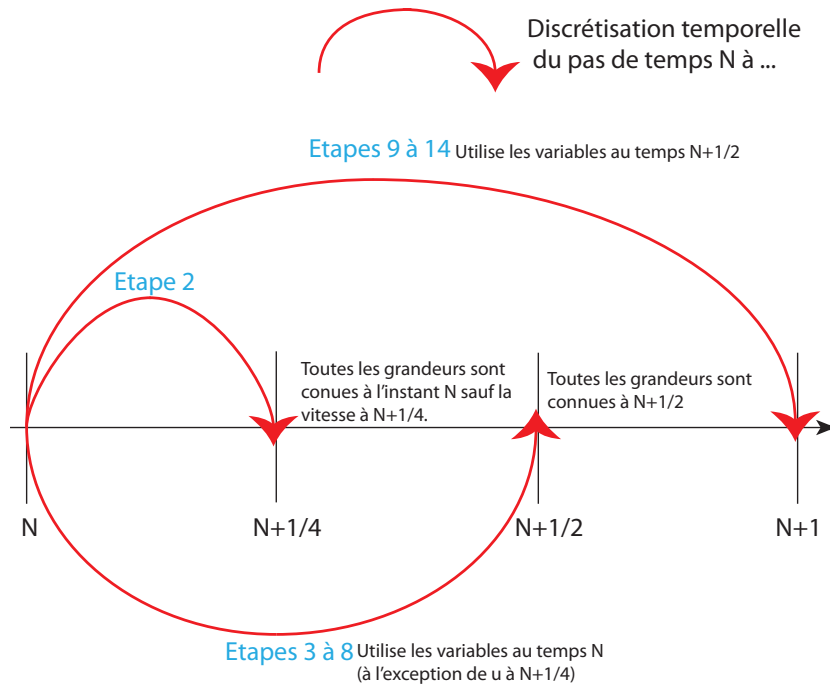 Discrétisation temporelle
du pas de temps N à ...
Etapes 9 à 14 Utilise les variables au temps N+1/2
Etape 2
Toutes les grandeurs sont
conues à l'instant N sauf la
vitesse à N+1/4.
Toutes les grandeurs sont
connues à N+1/2
N
N+1/4
N+1/2
N+1
Etapes 3 à 8 Utilise les variables au temps N
(à l'exception de u à N+1/4)